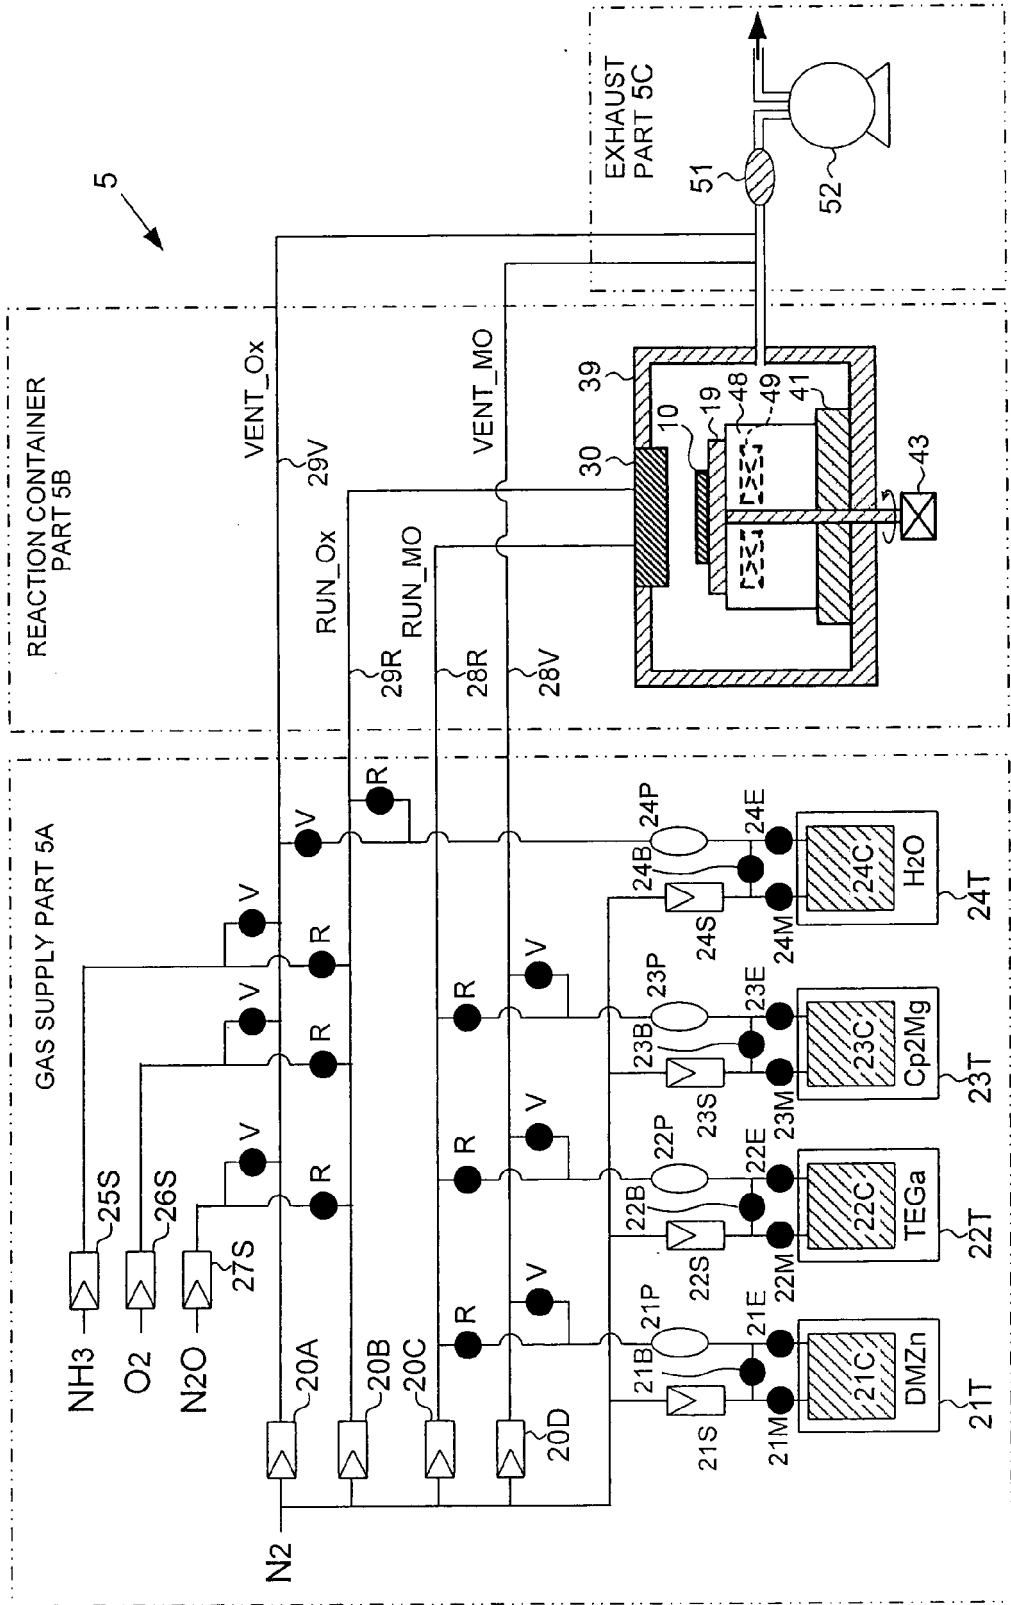 5
GAS SUPPLY PART 5A
REACTION CONTAINER
PART 5B
EXHAUST
PART 5C
NH3
25S
O2
26S
N2O
27S
N2
20A
20B
20C
20D
V
V
V
V
R
R
R
R
R
R
R
V
V
V
VENT_Ox
29V
RUN_Ox
29R
RUN_MO
28R
VENT_MO
28V
21P
21B
21S
21E
21M
21C
DMZn
21T
22P
22B
22S
22E
22M
22C
TEGa
22T
23P
23B
23S
23E
23M
23C
Cp2Mg
23T
24P
24B
24S
24E
24M
24C
H2O
24T
30
39
10
19
48
49
41
43
51
52